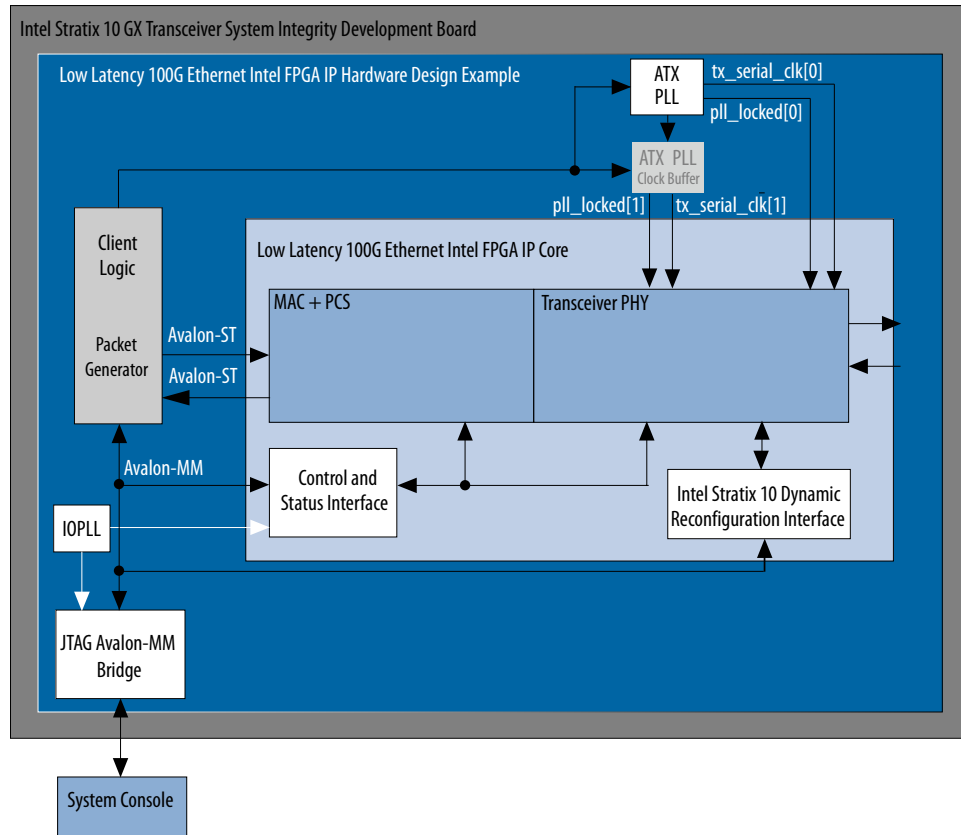 Intel Stratix 10 GX Transceiver System Integrity Development Board
Low Latency 100G Ethernet Intel FPGA IP Hardware Design Example
ATX
PLL
tx_serial_clk[0]
pll_locked[0]
ATX PLL
Clock Buffer
pll_locked[1]
tx_serial_clk[1]
Client
Logic
Packet
Generator
Low Latency 100G Ethernet Intel FPGA IP Core
MAC + PCS
Transceiver PHY
Avalon-ST
Avalon-ST
Avalon-MM
Control and
Status Interface
Intel Stratix 10 Dynamic
Reconfiguration Interface
IOPLL
JTAG Avalon-MM
Bridge
System Console